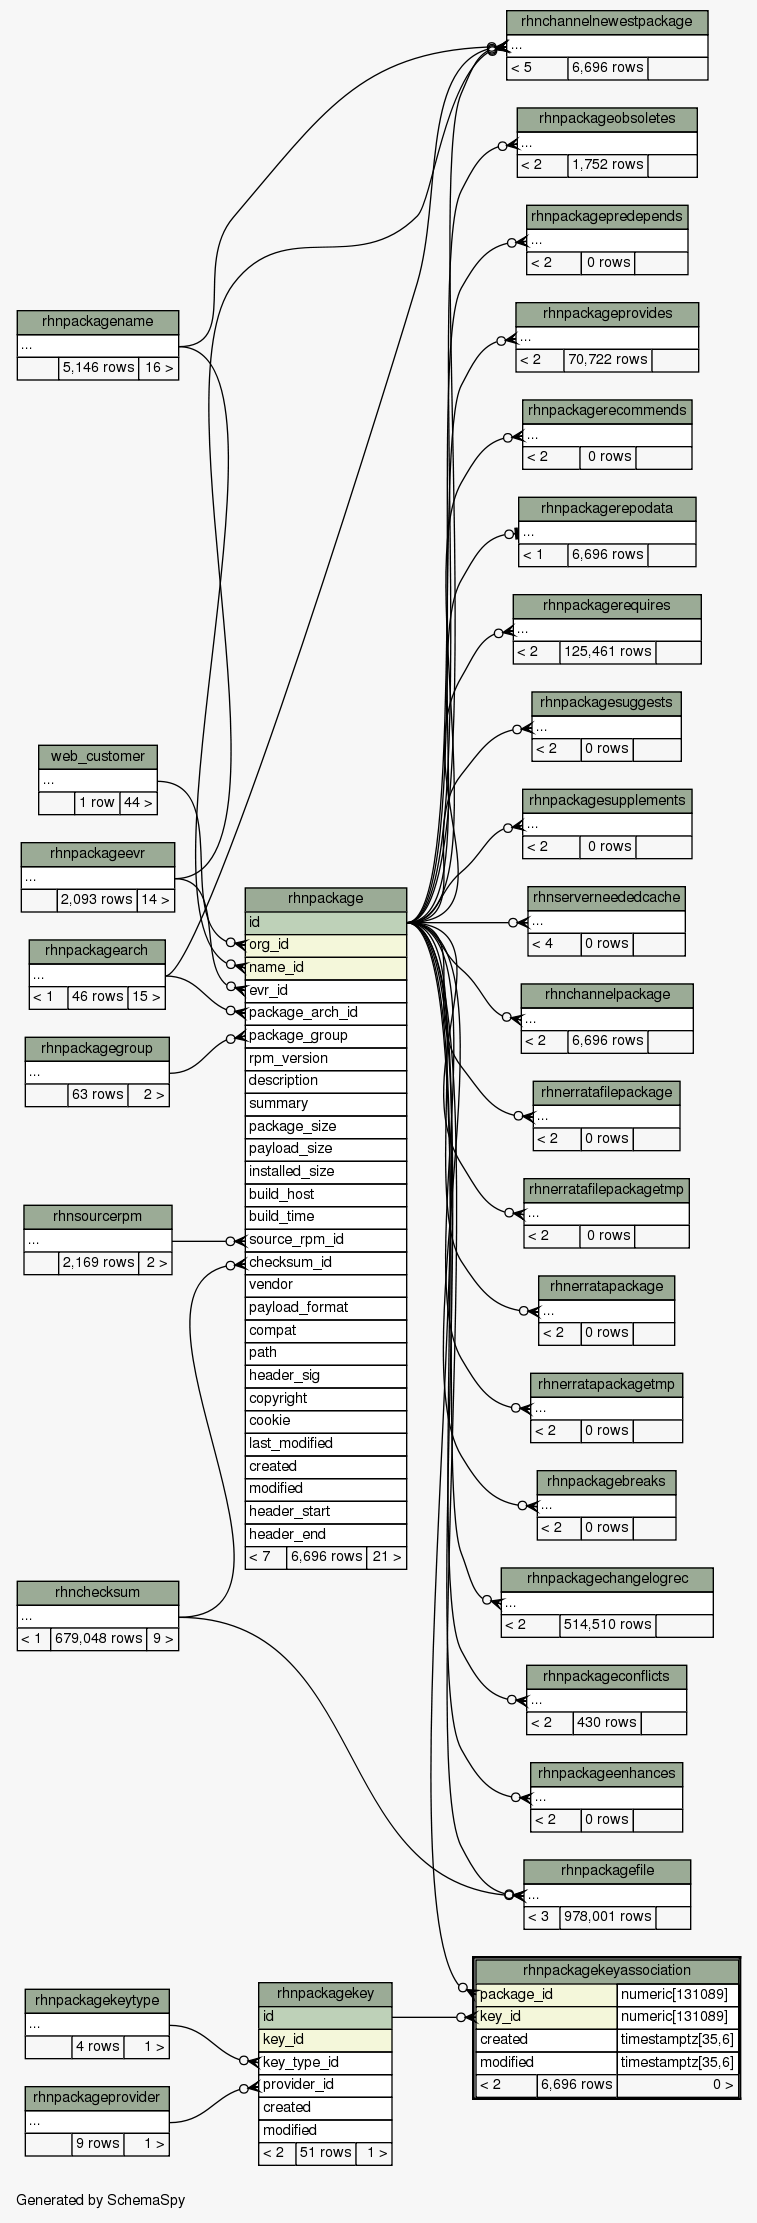 rhnchannelnewestpackage
...
< 5 6,696 rows
rhnpackageobsoletes
...
< 2 1,752 rows
rhnpackagepredepends
...
< 2 0 rows
rhnpackageprovides
...
< 2 70,722 rows
rhnpackagename
...
5,146 rows 16 >
rhnpackagerecommends
...
< 2 0 rows
rhnpackagerepodata
...
< 1 6,696 rows
rhnpackagerequires
...
< 2 125,461 rows
rhnpackagesuggests
...
< 2 0 rows
web_customer
...
1 row 44 >
rhnpackagesupplements
...
< 2 0 rows
rhnpackageevr
...
2,093 rows 14 >
rhnserverneededcache
...
< 4 0 rows
rhnpackagearch
...
< 1 46 rows 15 >
rhnchannelpackage
...
< 2 6,696 rows
rhnpackagegroup
...
63 rows 2 >
rhnpackage
id
org_id
name_id
evr_id
package_arch_id
package_group
rpm_version
description
summary
package_size
payload_size
installed_size
build_host
build_time
source_rpm_id
checksum_id
vendor
payload_format
compat
path
header_sig
copyright
cookie
last_modified
created
modified
header_start
header_end
< 7 6,696 rows 21 >
rhnerratafilepackage
...
< 2 0 rows
rhnerratafilepackagetmp
...
< 2 0 rows
rhnsourcerpm
...
2,169 rows 2 >
rhnerratapackage
...
< 2 0 rows
rhnerratapackagetmp
...
< 2 0 rows
rhnpackagebreaks
...
< 2 0 rows
rhnchecksum
...
< 1 679,048 rows 9 >
rhnpackagechangelogrec
...
< 2 514,510 rows
rhnpackageconflicts
...
< 2 430 rows
rhnpackageenhances
...
< 2 0 rows
rhnpackagefile
...
< 3 978,001 rows
rhnpackagekeyassociation
package_id numeric[131089]
key_id numeric[131089]
created timestamptz[35,6]
modified timestamptz[35,6]
< 2 6,696 rows 0 >
rhnpackagekey
id
key_id
key_type_id
provider_id
created
modified
< 2 51 rows 1 >
rhnpackagekeytype
...
4 rows 1 >
rhnpackageprovider
...
9 rows 1 >
Generated by SchemaSpy